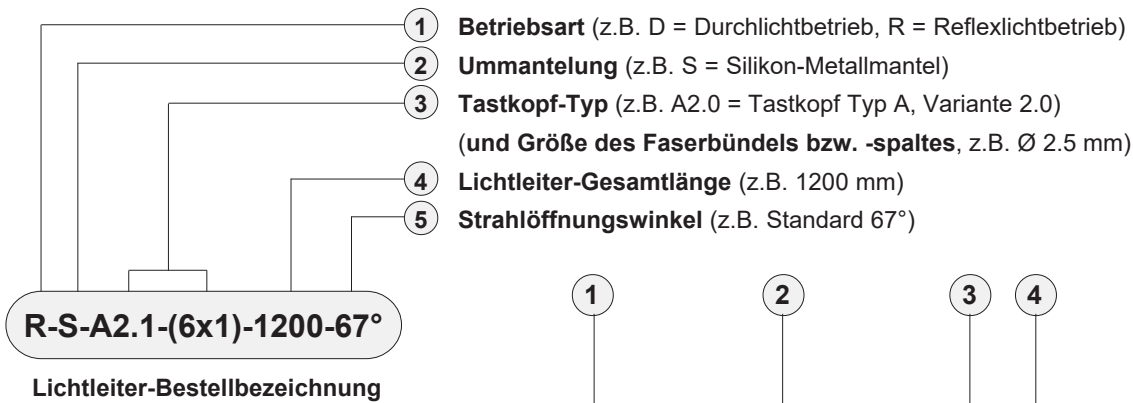 1 Betriebsart (z.B. D = Durchlichtbetrieb, R = Reflexlichtbetrieb)
2 Ummantelung (z.B. S = Silikon-Metallmantel)
3 Tastkopf-Typ (z.B. A2.0 = Tastkopf Typ A, Variante 2.0)
(und Größe des Faserbündels bzw. -spaltes, z.B. Ø 2.5 mm)
4 Lichtleiter-Gesamtlänge (z.B. 1200 mm)
5 Strahlöffnungswinkel (z.B. Standard 67°)
1 2 3 4
R-S-A2.1-(6x1)-1200-67°
Lichtleiter-Bestellbezeichnung